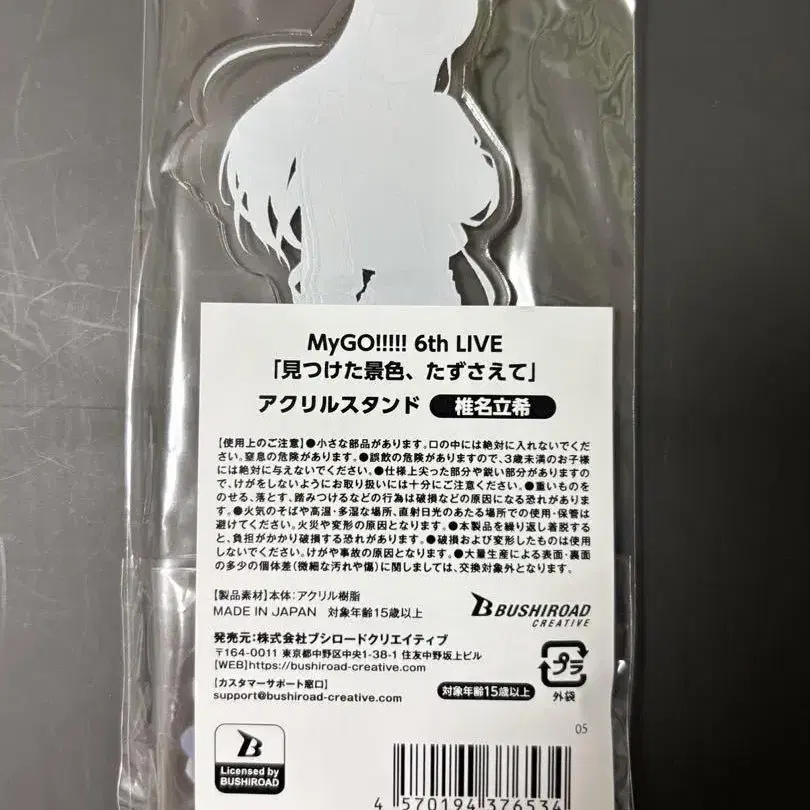 MyGO!!!!! 6th LIVE
「見つけた景色、たずさえて」
アクリルスタンド 椎名立希
【使用上のご注意】●小さな部品があります。口の中には絶対に入れないでくだ
さい。窒息の危険があります。●誤飲の危険がありますので、3歳未満のお子様
には絶対に与えないでください。●仕様上尖った部分や鋭い部分がありますの
で、けがをしないようにお取り扱いには十分にご注意ください。●重いものを
のせる、落とす、踏みつけるなどの行為は破損などの原因になる恐れがありま
す。●火気のそばや高温・多湿な場所、直射日光のあたる場所での使用・保管は
避けてください。火災や変形の原因となります。●本製品を繰り返し着脱する
と、負担がかかり破損する恐れがあります。●破損および変形したものは使用
しないでください。けがや事故の原因となります。●大量生産による表面・裏面
の多少の個体差(微細な汚れや傷)に関しましては、交換対象外となります。
【製品素材】本体:アクリル樹脂
MADE IN JAPAN 対象年齢15歳以上
BUSHIROAD
CREATIVE
発売元:株式会社ブシロードクリエイティブ
〒164-0011 東京都中野区中央1-38-1 住友中野坂上ビル
【WEB】https://bushiroad-creative.com
【カスタマーサポート窓口】
support@bushiroad-creative.com
対象年齢15歳以上
プラ
外袋
05
Licensed by
BUSHIROAD
4 570194 376534